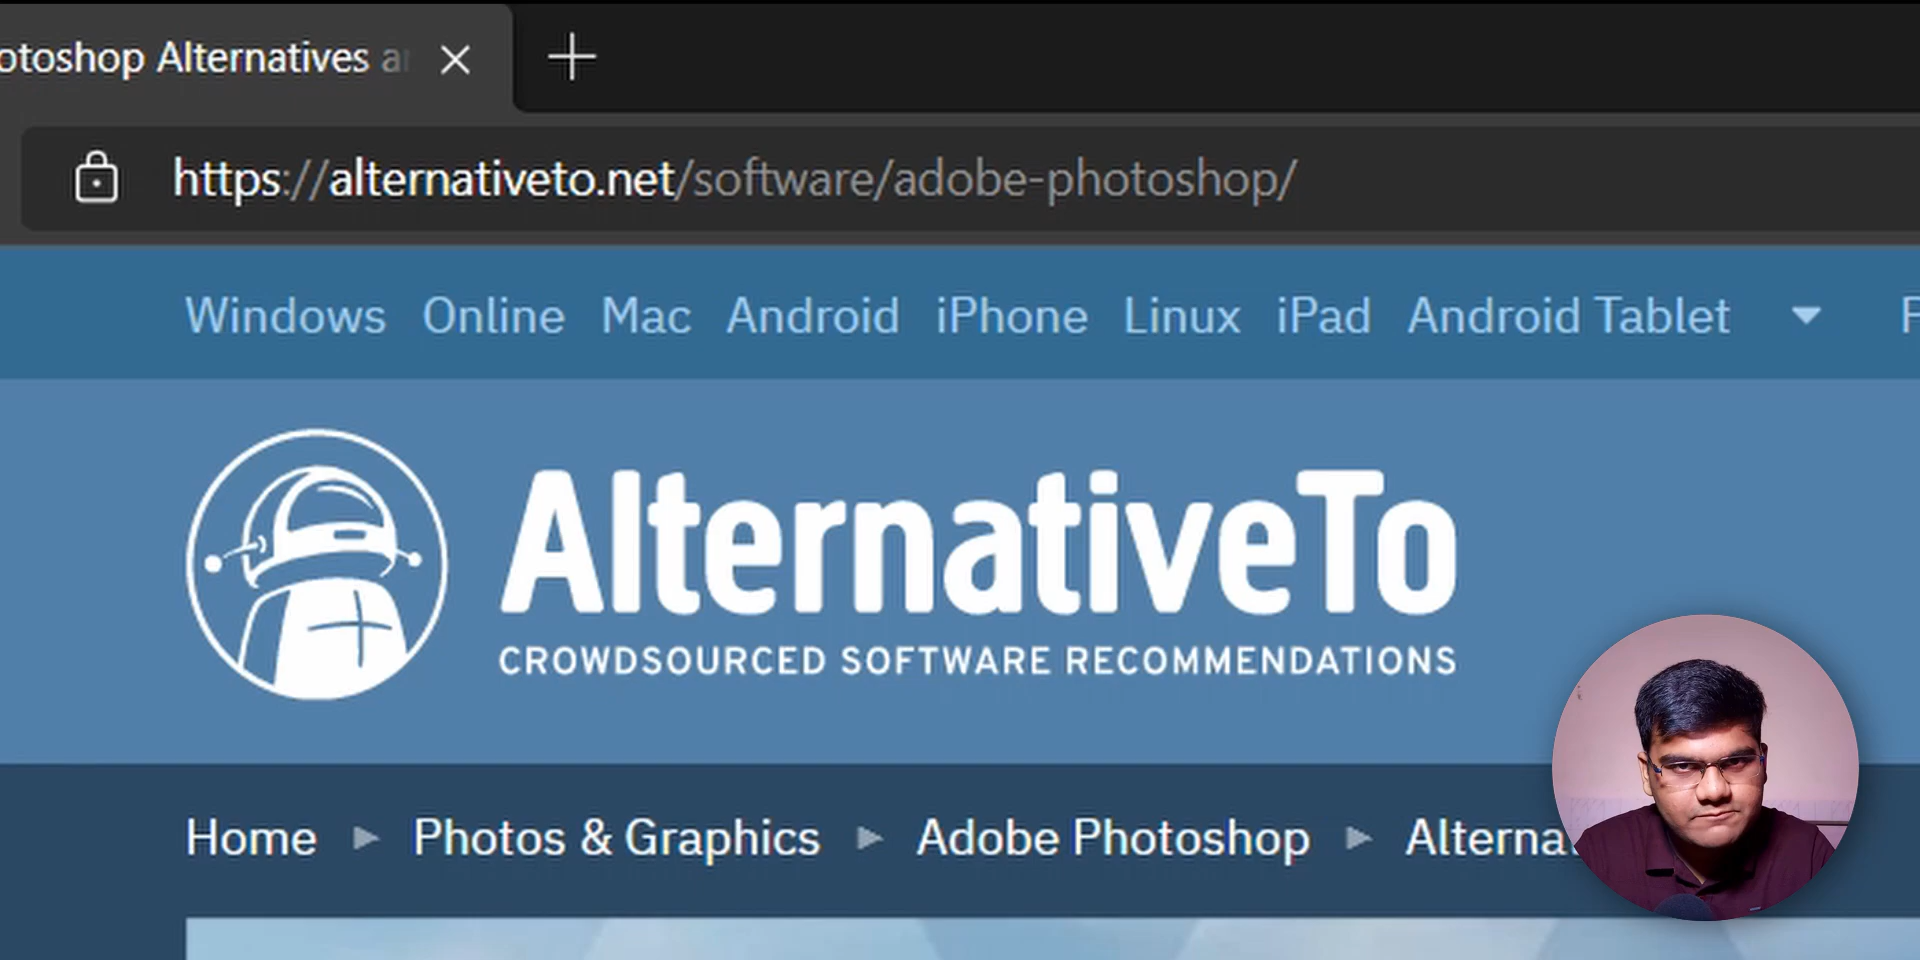 otoshop Alternatives
https://alternativeto.net/software/adobe-photoshop/
Windows Online Mac Android iPhone Linux iPad Android Tablet
AlternativeTo
CROWDSOURCED SOFTWARE RECOMMENDATIONS
Home ▸ Photos & Graphics ▸ Adobe Photoshop ▸ Alterna